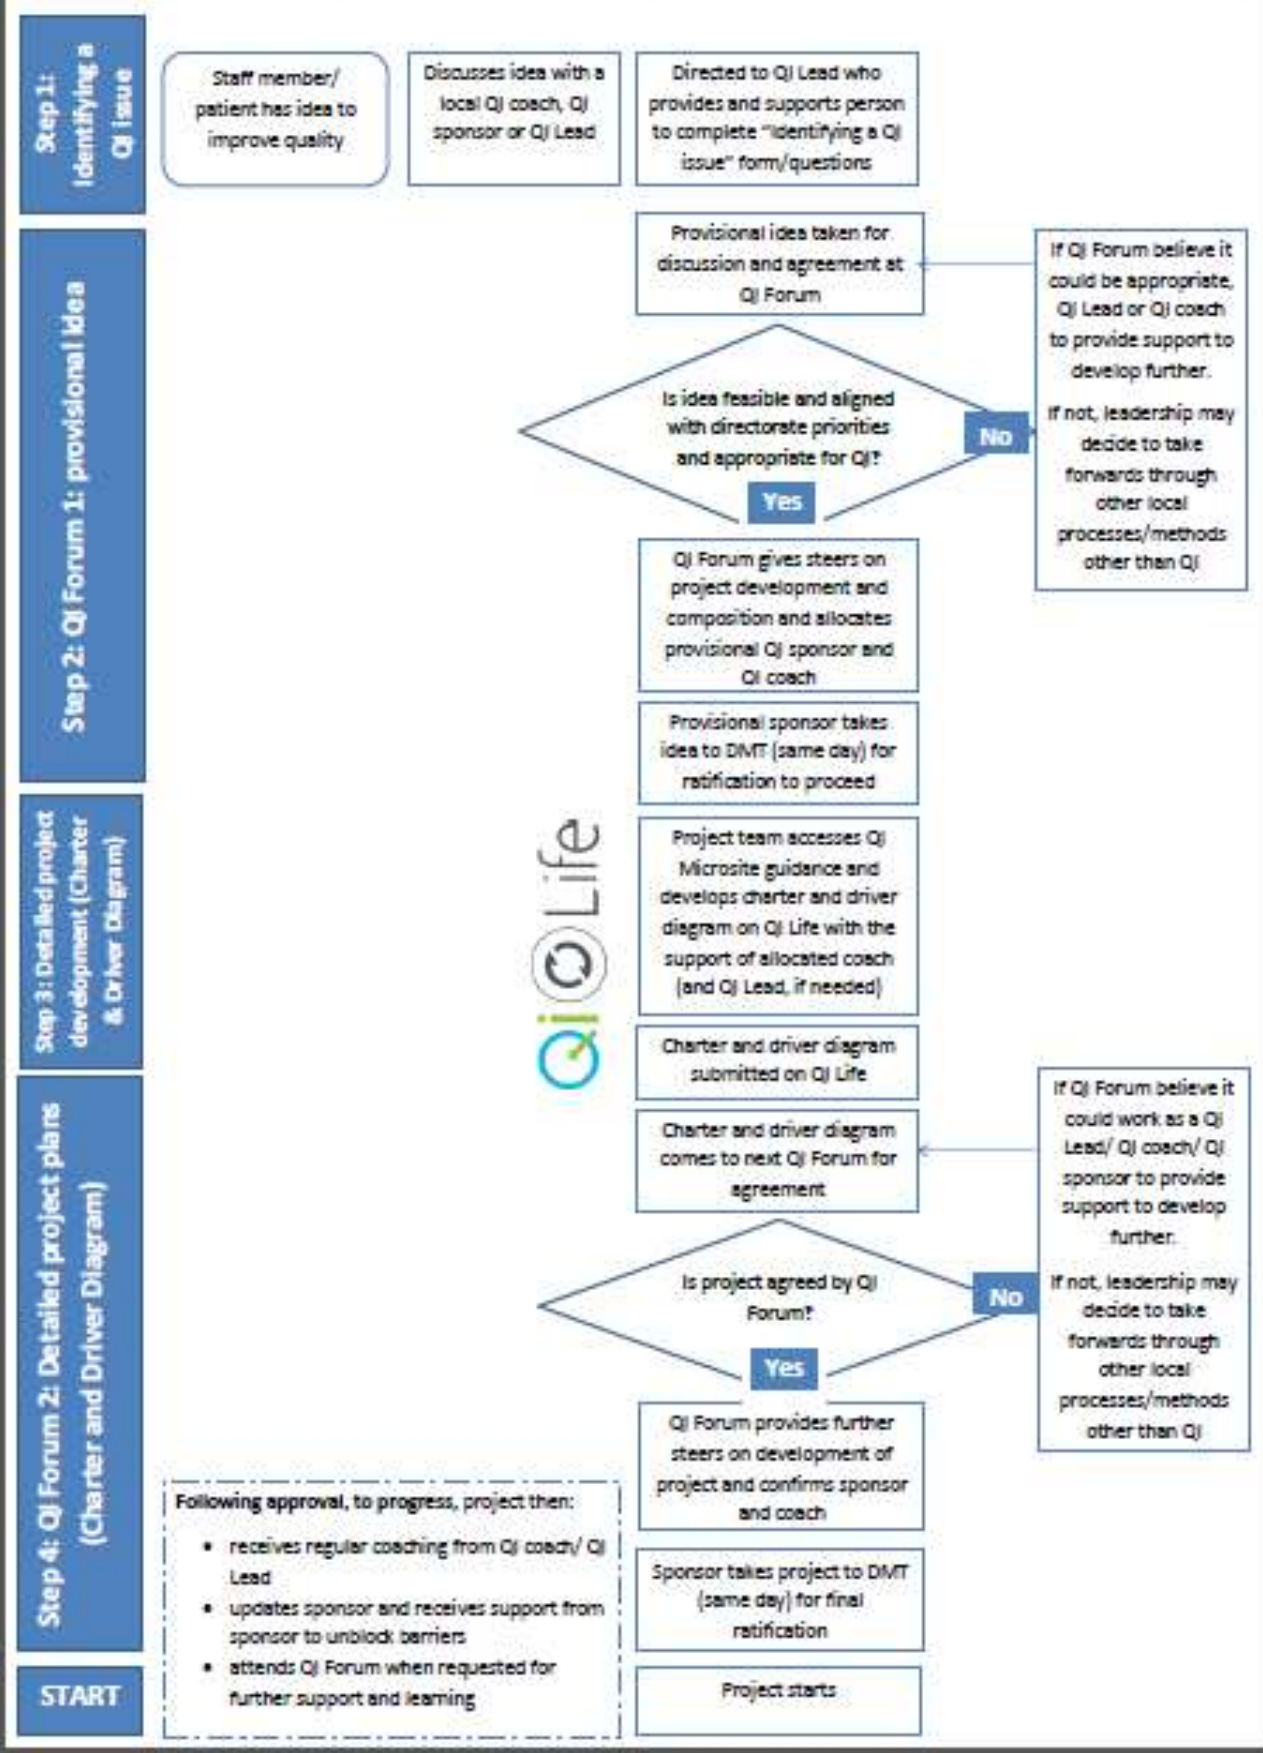 Step 1:
Identifying a
QI issue
Staff member/
patient has idea to
improve quality
Discusses idea with a
local QI coach, QI
sponsor or QI Lead
Directed to QI Lead who
provides and supports person
to complete “Identifying a QI
issue” form/questions
Step 2: QI Forum 1: provisional idea
Provisional idea taken for
discussion and agreement at
QI Forum
If QI Forum believe it
could be appropriate,
QI Lead or QI coach
to provide support to
develop further.
If not, leadership may
decide to take
forwards through
other local
processes/methods
other than QI
Is idea feasible and aligned
with directorate priorities
and appropriate for QI?
No
Yes
QI Forum gives steers on
project development and
composition and allocates
provisional QI sponsor and
QI coach
Provisional sponsor takes
idea to DMT (same day) for
ratification to proceed
Step 3: Detailed project
development (Charter
& Driver Diagram)
Qi Life
Project team accesses QI
Microsite guidance and
develops charter and driver
diagram on QI Life with the
support of allocated coach
(and QI Lead, if needed)
Charter and driver diagram
submitted on QI Life
Step 4: QI Forum 2: Detailed project plans
(Charter and Driver Diagram)
Charter and driver diagram
comes to next QI Forum for
agreement
If QI Forum believe it
could work as a QI
Lead/ QI coach/ QI
sponsor to provide
support to develop
further.
If not, leadership may
decide to take
forwards through
other local
processes/methods
other than QI
Is project agreed by QI
Forum?
No
Yes
QI Forum provides further
steers on development of
project and confirms sponsor
and coach
Sponsor takes project to DMT
(same day) for final
ratification
Following approval, to progress, project then:
• receives regular coaching from QI coach/ QI
Lead
• updates sponsor and receives support from
sponsor to unblock barriers
• attends QI Forum when requested for
further support and learning
START
Project starts